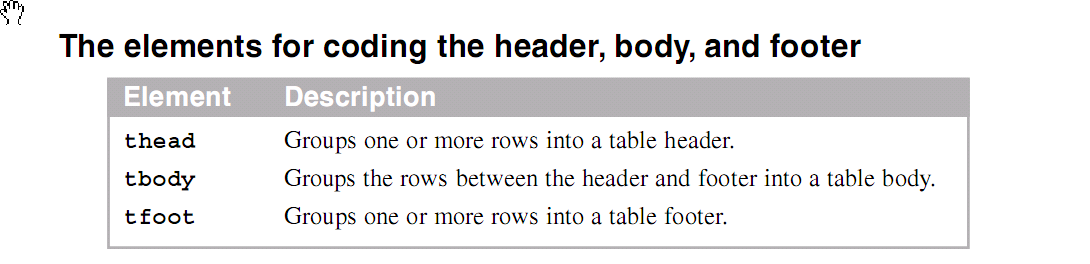 The elements for coding the header, body, and footer
Element Description
thead Groups one or more rows into a table header.
tbody Groups the rows between the header and footer into a table body.
tfoot Groups one or more rows into a table footer.